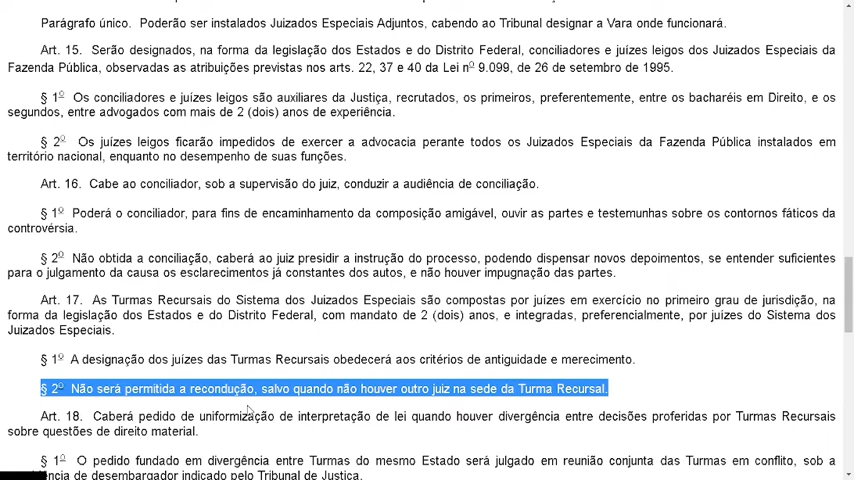 Parágrafo único. Poderão ser instalados Juizados Especiais Adjuntos, cabendo ao Tribunal designar a Vara onde funcionará.
Art. 15. Serão designados, na forma da legislação dos Estados e do Distrito Federal, conciliadores e juízes leigos dos Juizados Especiais da
Fazenda Pública, observadas as atribuições previstas nos arts. 22, 37 e 40 da Lei nº 9.099, de 26 de setembro de 1995.
§ 1º Os conciliadores e juízes leigos são auxiliares da Justiça, recrutados, os primeiros, preferentemente, entre os bacharéis em Direito, e os
segundos, entre advogados com mais de 2 (dois) anos de experiência.
§ 2º Os juízes leigos ficarão impedidos de exercer a advocacia perante todos os Juizados Especiais da Fazenda Pública instalados em
território nacional, enquanto no desempenho de suas funções.
Art. 16. Cabe ao conciliador, sob a supervisão do juiz, conduzir a audiência de conciliação.
§ 1º Poderá o conciliador, para fins de encaminhamento da composição amigável, ouvir as partes e testemunhas sobre os contornos fáticos da
controvérsia.
§ 2º Não obtida a conciliação, caberá ao juiz presidir a instrução do processo, podendo dispensar novos depoimentos, se entender suficientes
para o julgamento da causa os esclarecimentos já constantes dos autos, e não houver impugnação das partes.
Art. 17. As Turmas Recursais do Sistema dos Juizados Especiais são compostas por juízes em exercício no primeiro grau de jurisdição, na
forma da legislação dos Estados e do Distrito Federal, com mandato de 2 (dois) anos, e integradas, preferencialmente, por juízes do Sistema dos
Juizados Especiais.
§ 1º A designação dos juízes das Turmas Recursais obedecerá aos critérios de antiguidade e merecimento.
§ 2º Não será permitida a recondução, salvo quando não houver outro juiz na sede da Turma Recursal.
Art. 18. Caberá pedido de uniformização de interpretação de lei quando houver divergência entre decisões proferidas por Turmas Recursais
sobre questões de direito material.
§ 1º O pedido fundado em divergência entre Turmas do mesmo Estado será julgado em reunião conjunta das Turmas em conflito, sob a
de desembargador indicado pelo Tribunal de Justiça.